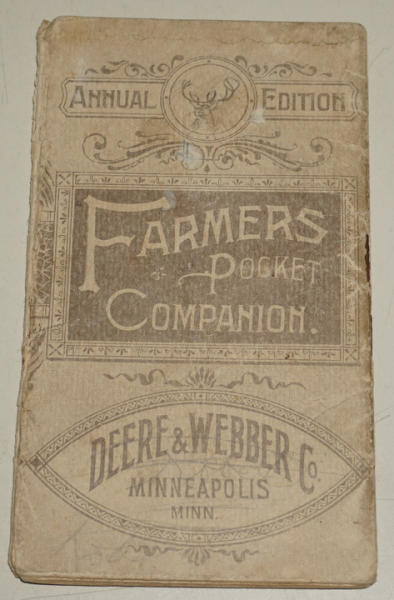 ANNUAL EDITION
FARMERS
POCKET
COMPANION.
DEERE & WEBBER CO.
MINNEAPOLIS
MINN.